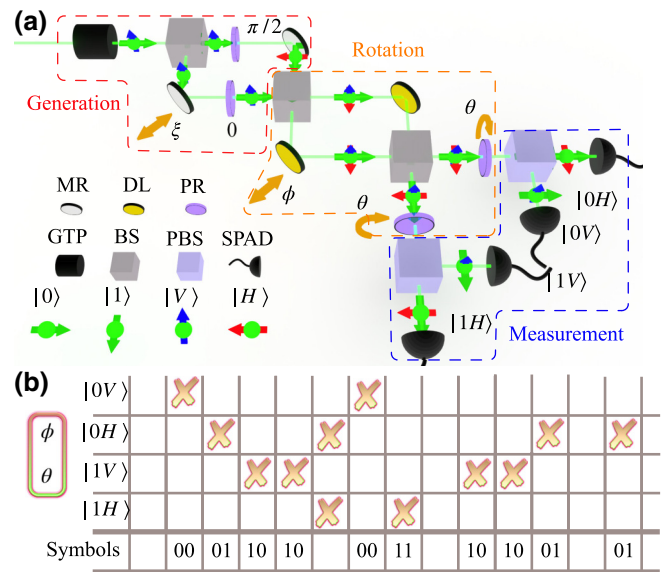 (a)
π/2
Rotation
Generation
ξ
0
θ
ϕ
θ
|0H⟩
|0V⟩
|1V⟩
|1H⟩
Measurement
MR DL PR
GTP BS PBS SPAD
|0⟩ |1⟩ |V⟩ |H⟩
(b)
|0V⟩
|0H⟩
|1V⟩
|1H⟩
ϕ
θ
Symbols 00 01 10 10 00 11 10 10 01 01